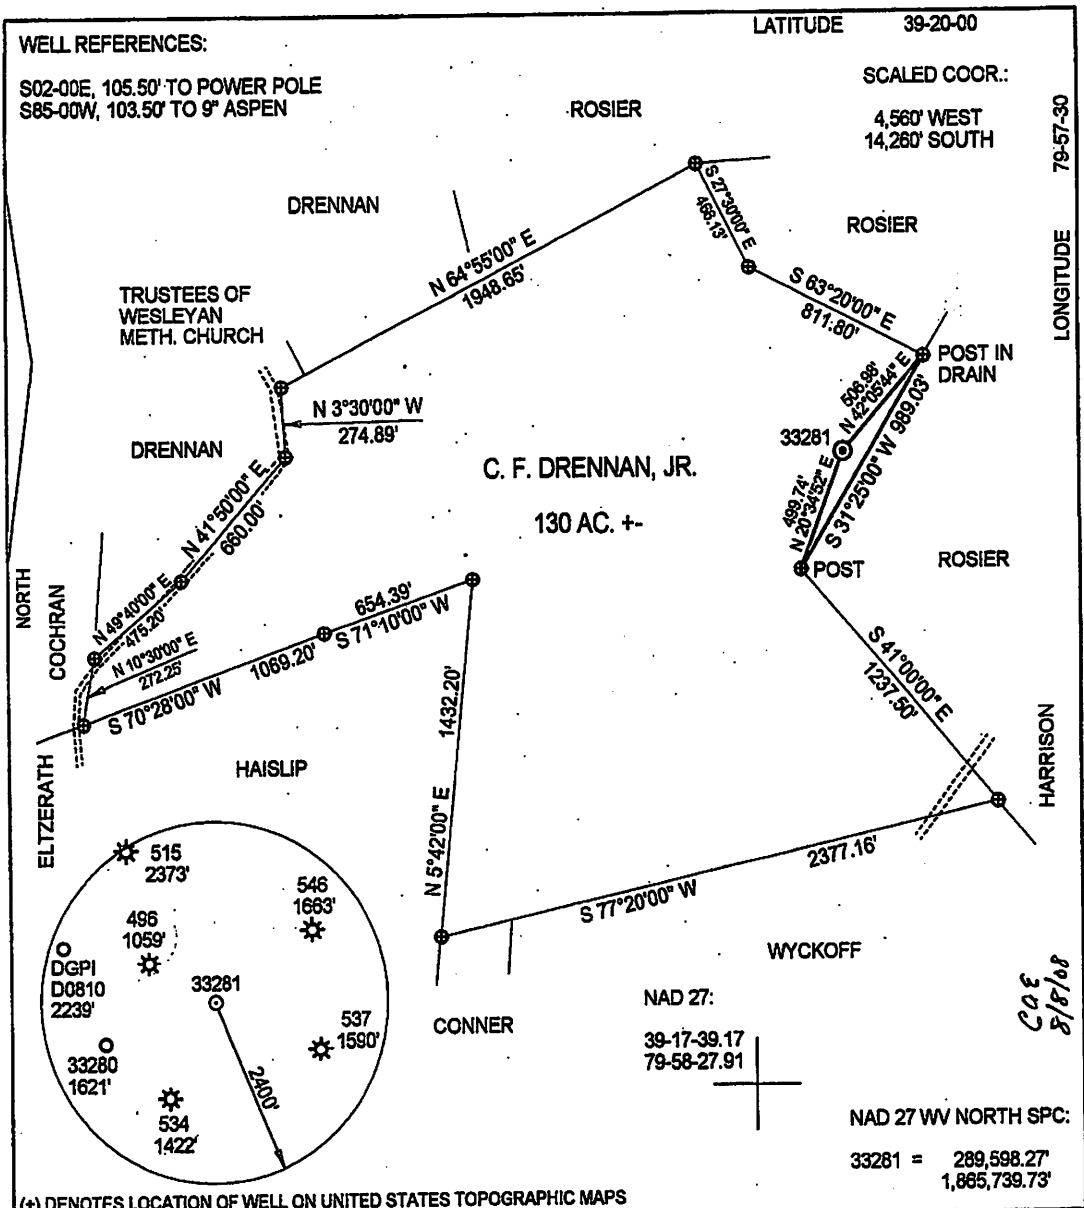 LATITUDE 39-20-00
WELL REFERENCES:
S02-00E, 105.50' TO POWER POLE
S85-00W, 103.50' TO 9" ASPEN
SCALED COOR.:
4,560' WEST
14,260' SOUTH
LONGITUDE 79-57-30
ROSIER
DRENNAN
S 27°30'00" E
468.13'
ROSIER
N 64°55'00" E
1948.65'
S 63°20'00" E
811.80'
TRUSTEES OF
WESLEYAN
METH. CHURCH
POST IN
DRAIN
N 3°30'00" W
274.89'
506.98'
N 42°05'44" E
S 31°25'00" W 989.03'
33281
499.74'
N 20°34'52" E
DRENNAN
C. F. DRENNAN, JR.
130 AC. +-
N 41°50'00" E
660.00'
POST
ROSIER
NORTH
COCHRAN
N 49°40'00" E
475.20'
N 10°30'00" E
272.25'
654.39'
S 71°10'00" W
1069.20'
S 70°28'00" W
S 41°00'00" E
1237.50'
1432.20'
N 5°42'00" E
HAISLIP
ELTZERATH
HARRISON
2377.16'
S 77°20'00" W
515
2373'
546
1663'
496
1059'
DGPI
D0810
2239'
33281
537
1590'
33280
1621'
534
1422'
2400'
CONNER
WYCKOFF
NAD 27:
39-17-39.17
79-58-27.91
8/8/08
NAD 27 WV NORTH SPC:
33281 = 289,598.27'
1,865,739.73'
(+) DENOTES LOCATION OF WELL ON UNITED STATES TOPOGRAPHIC MAPS